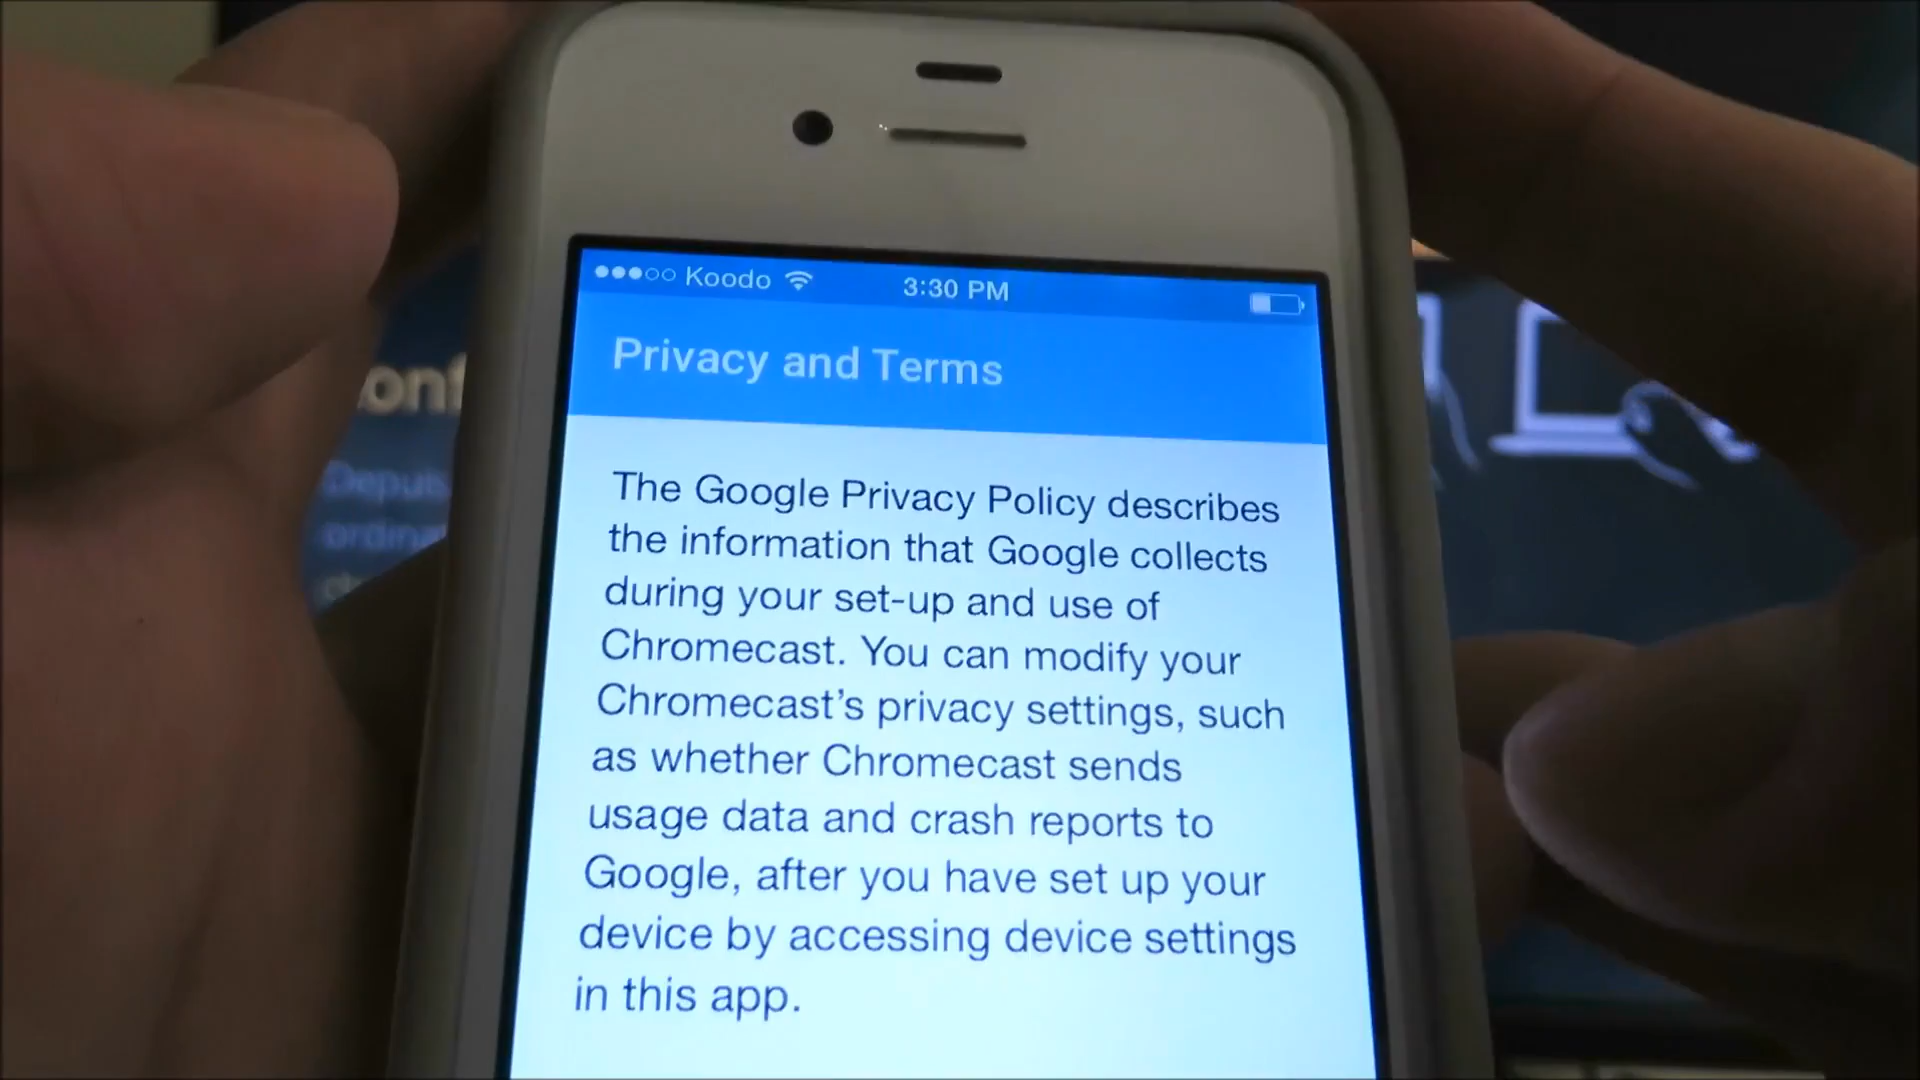 Koodo 3:30 PM
Privacy and Terms
The Google Privacy Policy describes
the information that Google collects
during your set-up and use of
Chromecast. You can modify your
Chromecast's privacy settings, such
as whether Chromecast sends
usage data and crash reports to
Google, after you have set up your
device by accessing device settings
in this app.
Depuis